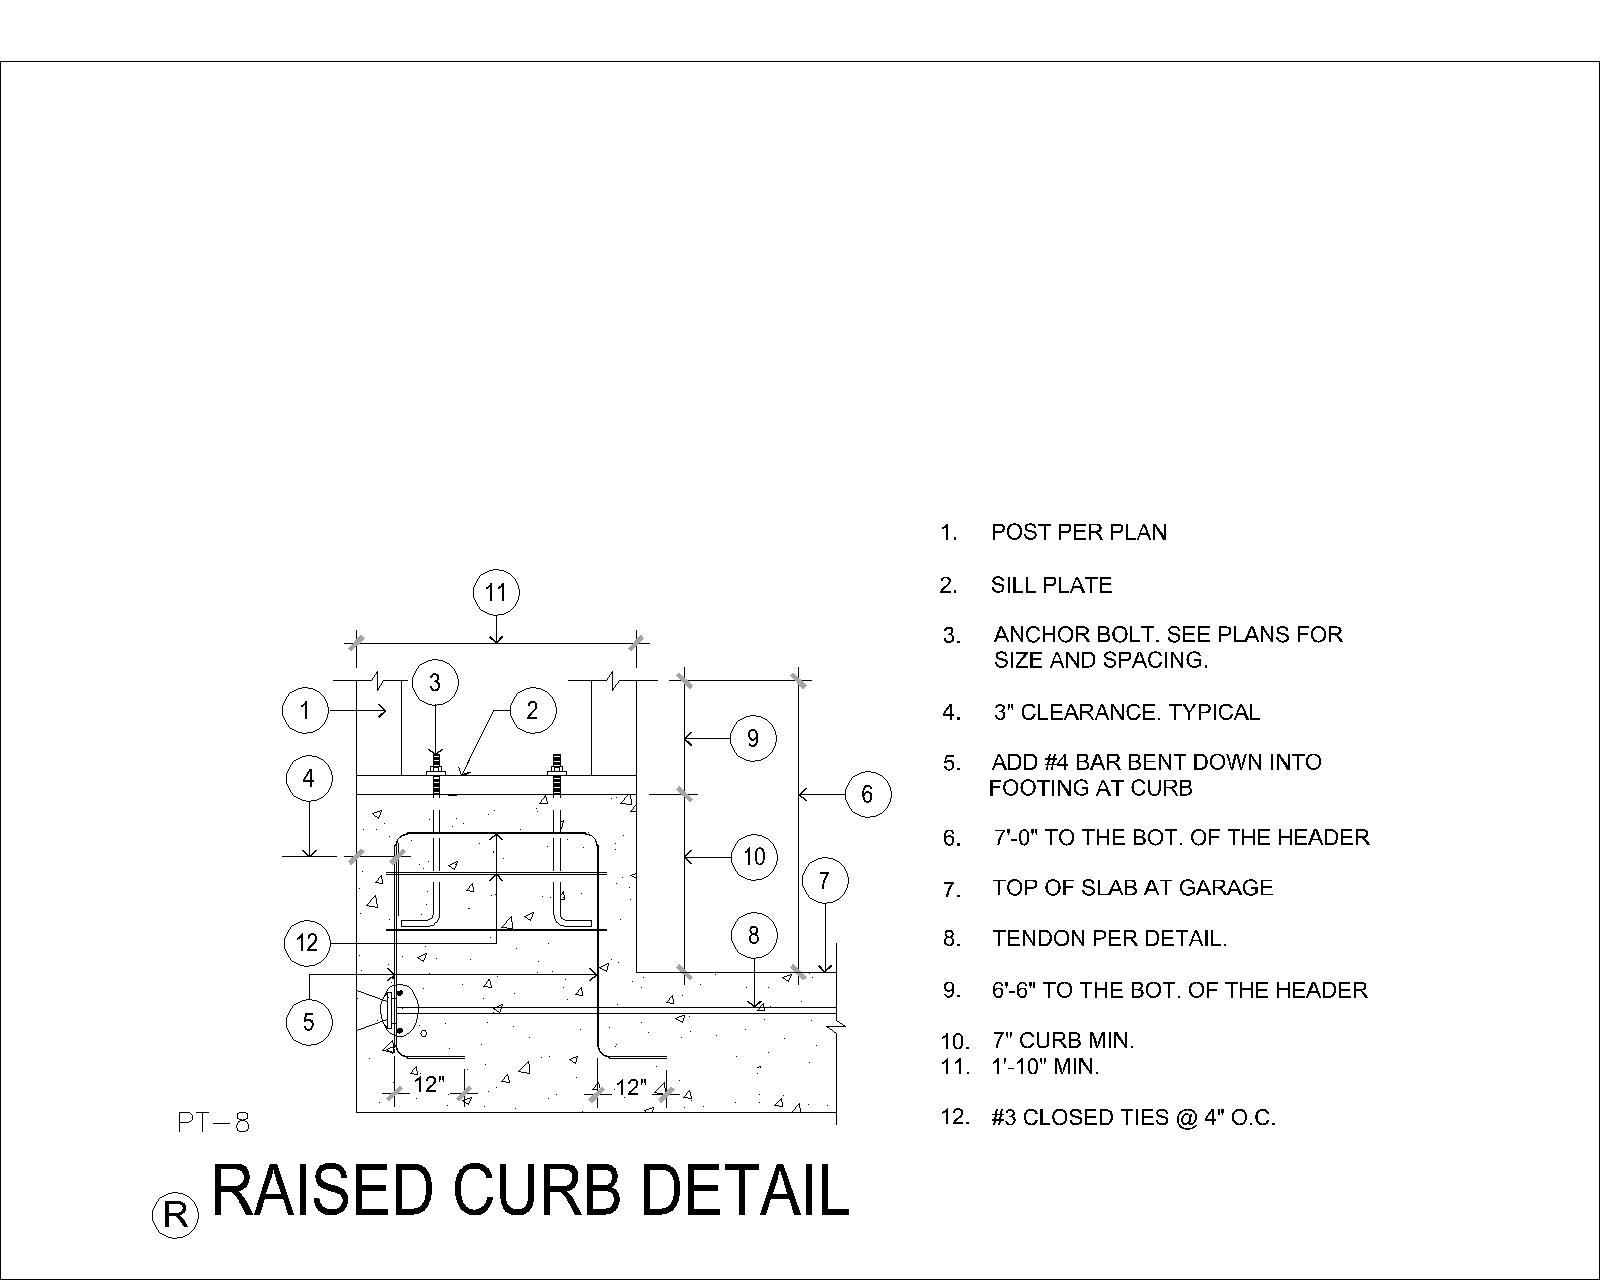 11
3
1
2
9
4
6
10
7
8
12
5
12"
12"
1. POST PER PLAN
2. SILL PLATE
3. ANCHOR BOLT. SEE PLANS FOR
SIZE AND SPACING.
4. 3" CLEARANCE. TYPICAL
5. ADD #4 BAR BENT DOWN INTO
FOOTING AT CURB
6. 7'-0" TO THE BOT. OF THE HEADER
7. TOP OF SLAB AT GARAGE
8. TENDON PER DETAIL.
9. 6'-6" TO THE BOT. OF THE HEADER
10. 7" CURB MIN.
11. 1'-10" MIN.
12. #3 CLOSED TIES @ 4" O.C.
PT-8
R RAISED CURB DETAIL